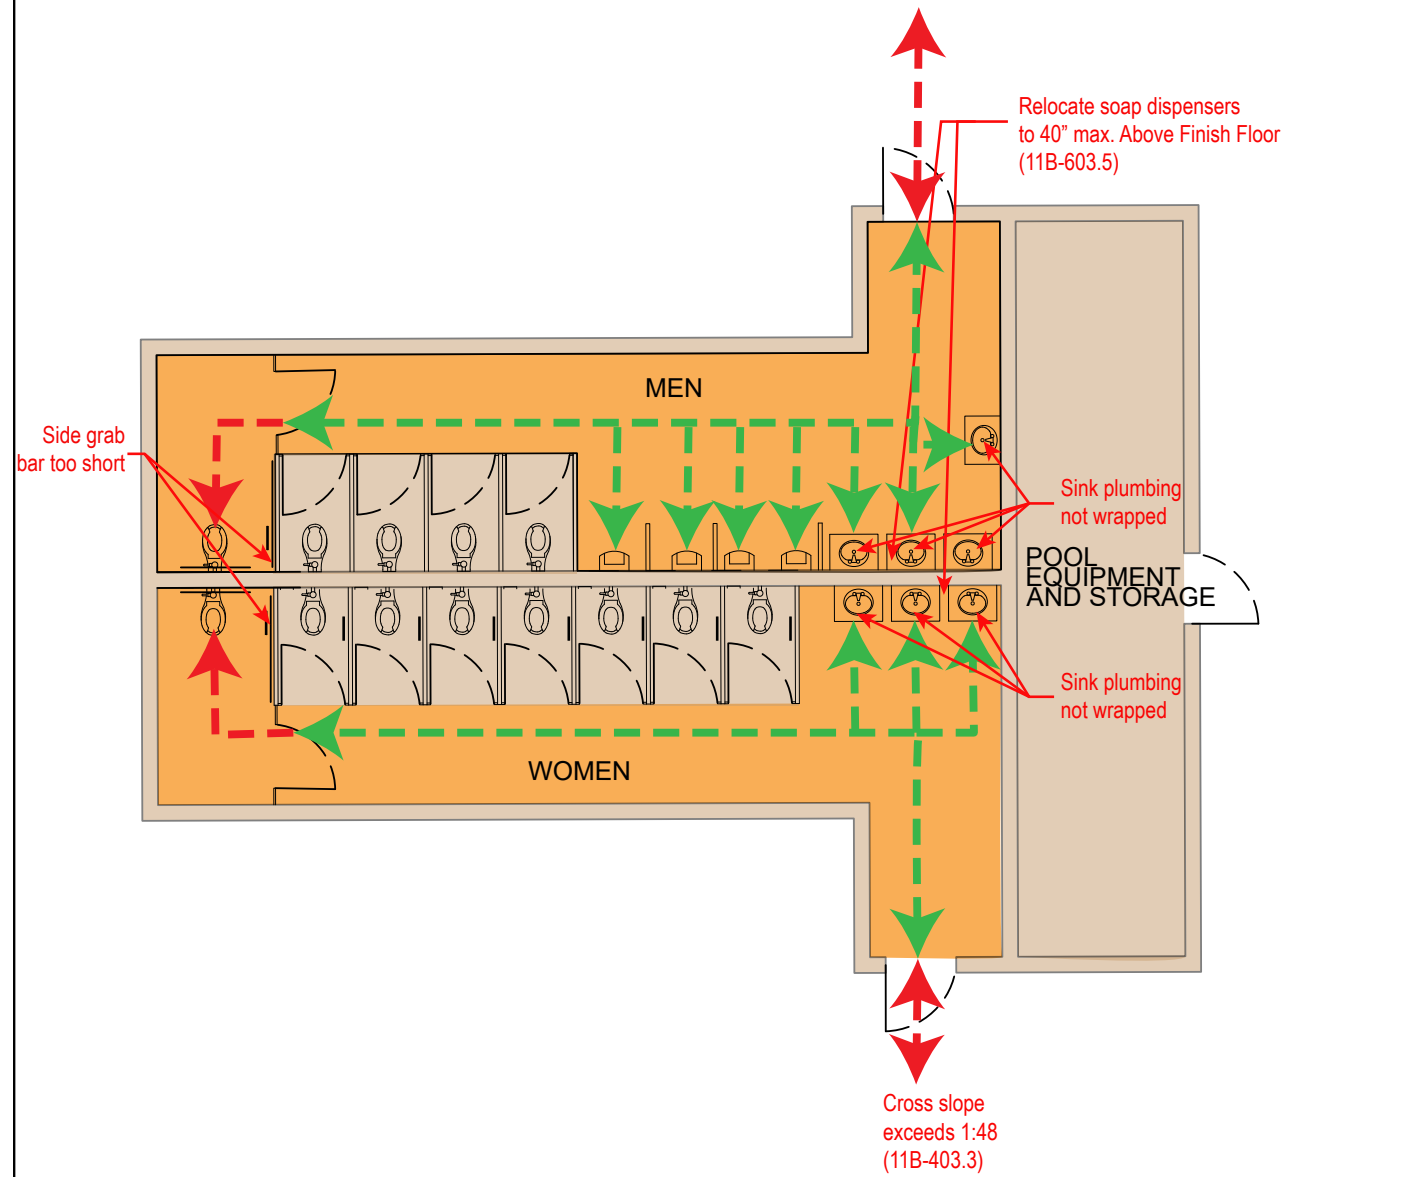 Relocate soap dispensers
to 40” max. Above Finish Floor
(11B-603.5)
MEN
Side grab
bar too short
Sink plumbing
not wrapped
POOL
EQUIPMENT
AND STORAGE
Sink plumbing
not wrapped
WOMEN
Cross slope
exceeds 1:48
(11B-403.3)